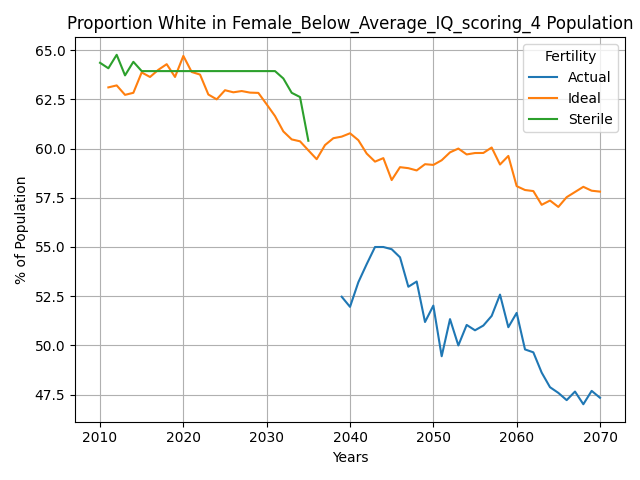 Proportion White in Female_Below_Average_IQ_scoring_4 Population
% of Population
65.0
62.5
60.0
57.5
55.0
52.5
50.0
47.5
Fertility
Actual
Ideal
Sterile
2010 2020 2030 2040 2050 2060 2070
Years